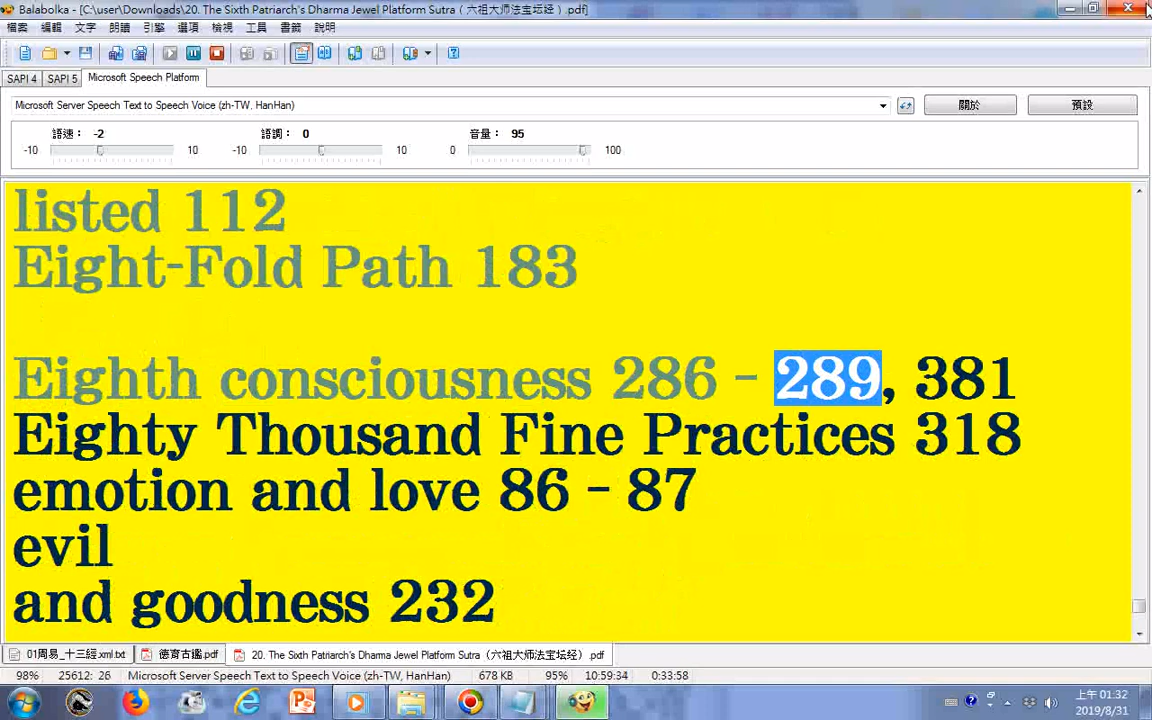 Balabolka - [C:\user\Downloads\20. The Sixth Patriarch's Dharma Jewel Platform Sutra（六祖大师法宝坛经）.pdf]
檔案 編輯 文字 朗讀 引擎 選項 檢視 工具 書籤 說明
SAPI 4 SAPI 5 Microsoft Speech Platform
Microsoft Server Speech Text to Speech Voice (zh-TW, HanHan) 關於 預設
語速： -2 語調： 0 音量： 95
-10 10 -10 10 0 100
listed 112
Eight-Fold Path 183
Eighth consciousness 286 - 289, 381
Eighty Thousand Fine Practices 318
emotion and love 86 - 87
evil
and goodness 232
01周易_十三經.xml.txt 德育古鑑.pdf 20. The Sixth Patriarch's Dharma Jewel Platform Sutra（六祖大师法宝坛经）.pdf
98% 25612: 26 Microsoft Server Speech Text to Speech Voice (zh-TW, HanHan) 678 KB 95% 10:59:34 0:33:58
上午 01:32
2019/8/31